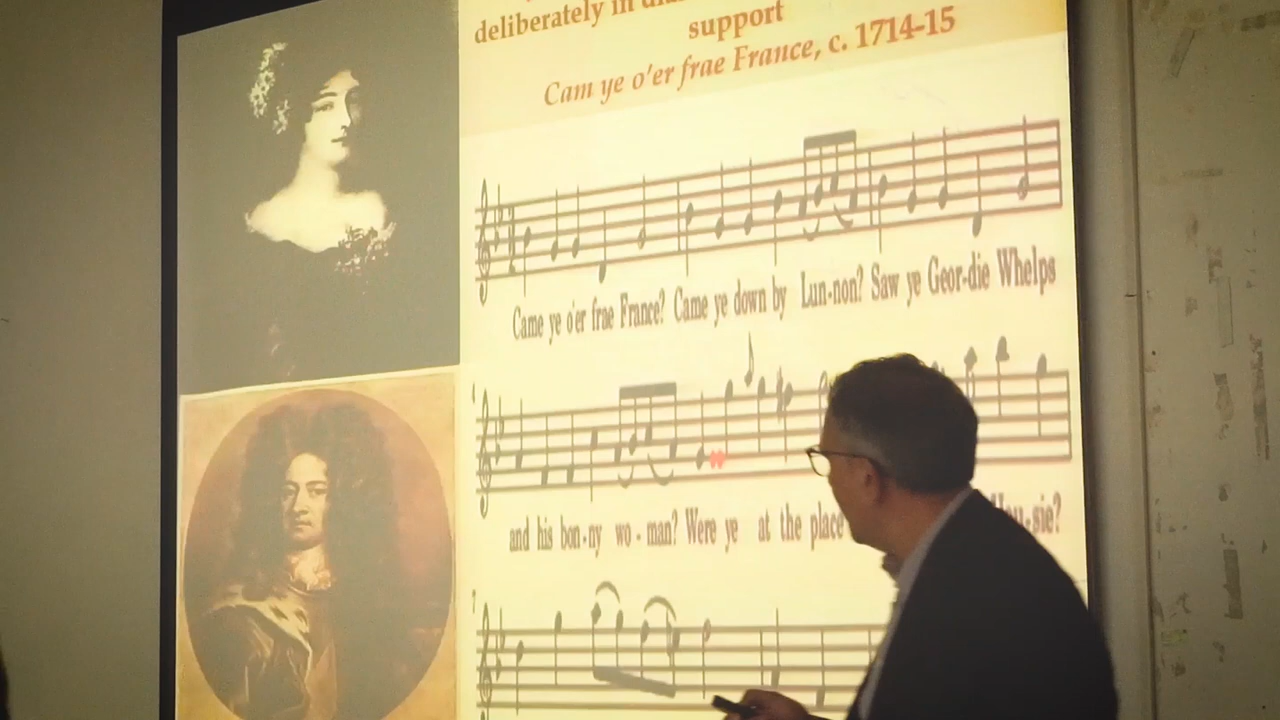 deliberately in
support
Cam ye o'er frae France, c. 1714-15
Came ye o'er frae France? Came ye down by Lun-non? Saw ye Geor-die Whelps
and his bon-ny wo-man? Were ye at the place
7